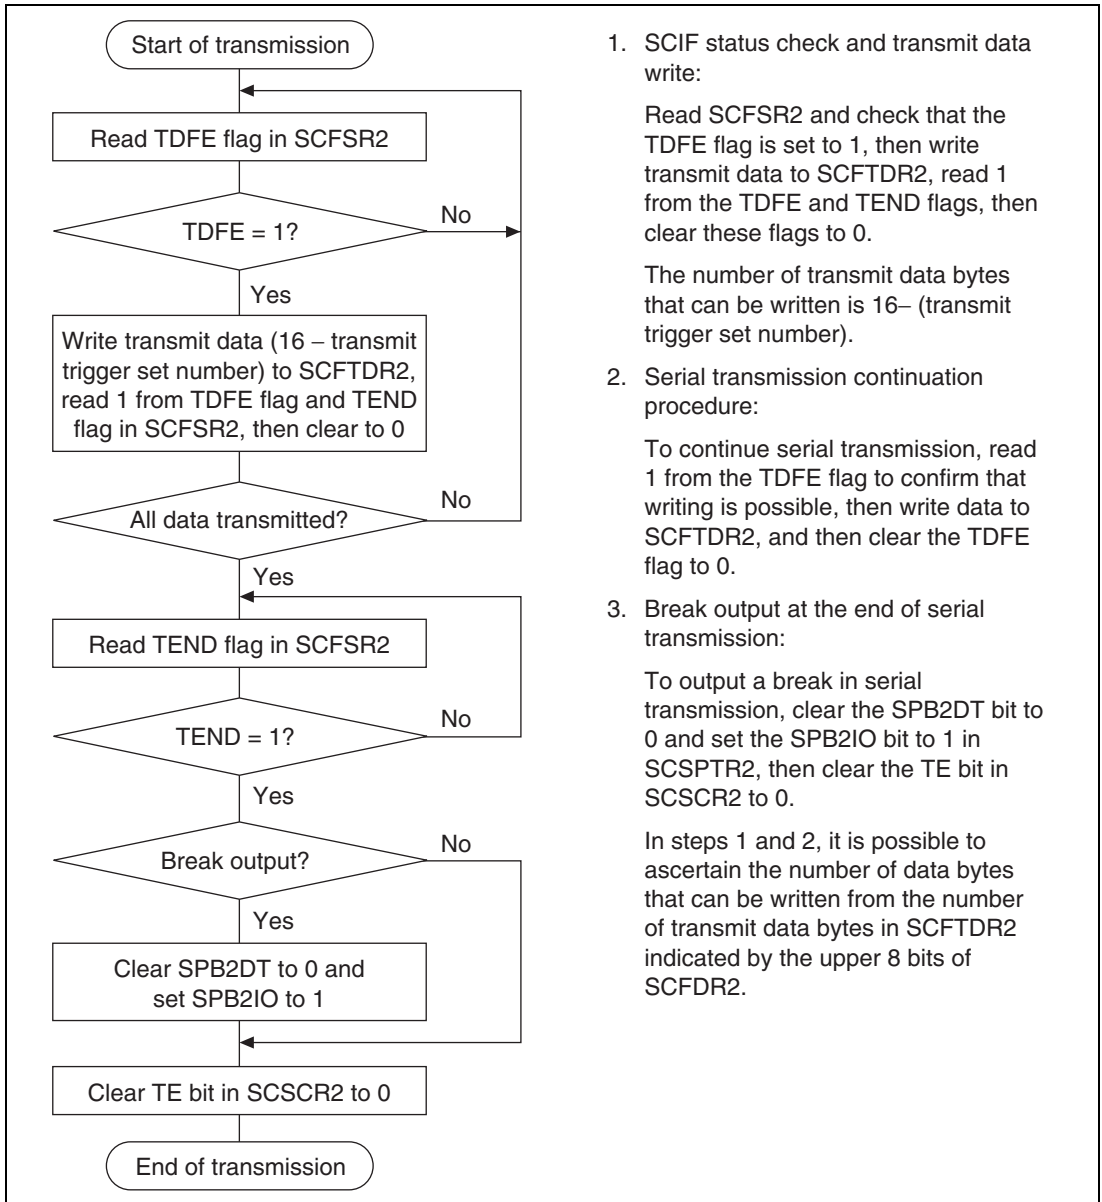 Start of transmission
Read TDFE flag in SCFSR2
TDFE = 1?
No
Yes
Write transmit data (16 – transmit
trigger set number) to SCFTDR2,
read 1 from TDFE flag and TEND
flag in SCFSR2, then clear to 0
All data transmitted?
No
Yes
Read TEND flag in SCFSR2
TEND = 1?
No
Yes
Break output?
No
Yes
Clear SPB2DT to 0 and
set SPB2IO to 1
Clear TE bit in SCSCR2 to 0
End of transmission
1. SCIF status check and transmit data
write:
Read SCFSR2 and check that the
TDFE flag is set to 1, then write
transmit data to SCFTDR2, read 1
from the TDFE and TEND flags, then
clear these flags to 0.
The number of transmit data bytes
that can be written is 16– (transmit
trigger set number).
2. Serial transmission continuation
procedure:
To continue serial transmission, read
1 from the TDFE flag to confirm that
writing is possible, then write data to
SCFTDR2, and then clear the TDFE
flag to 0.
3. Break output at the end of serial
transmission:
To output a break in serial
transmission, clear the SPB2DT bit to
0 and set the SPB2IO bit to 1 in
SCSPTR2, then clear the TE bit in
SCSCR2 to 0.
In steps 1 and 2, it is possible to
ascertain the number of data bytes
that can be written from the number
of transmit data bytes in SCFTDR2
indicated by the upper 8 bits of
SCFDR2.